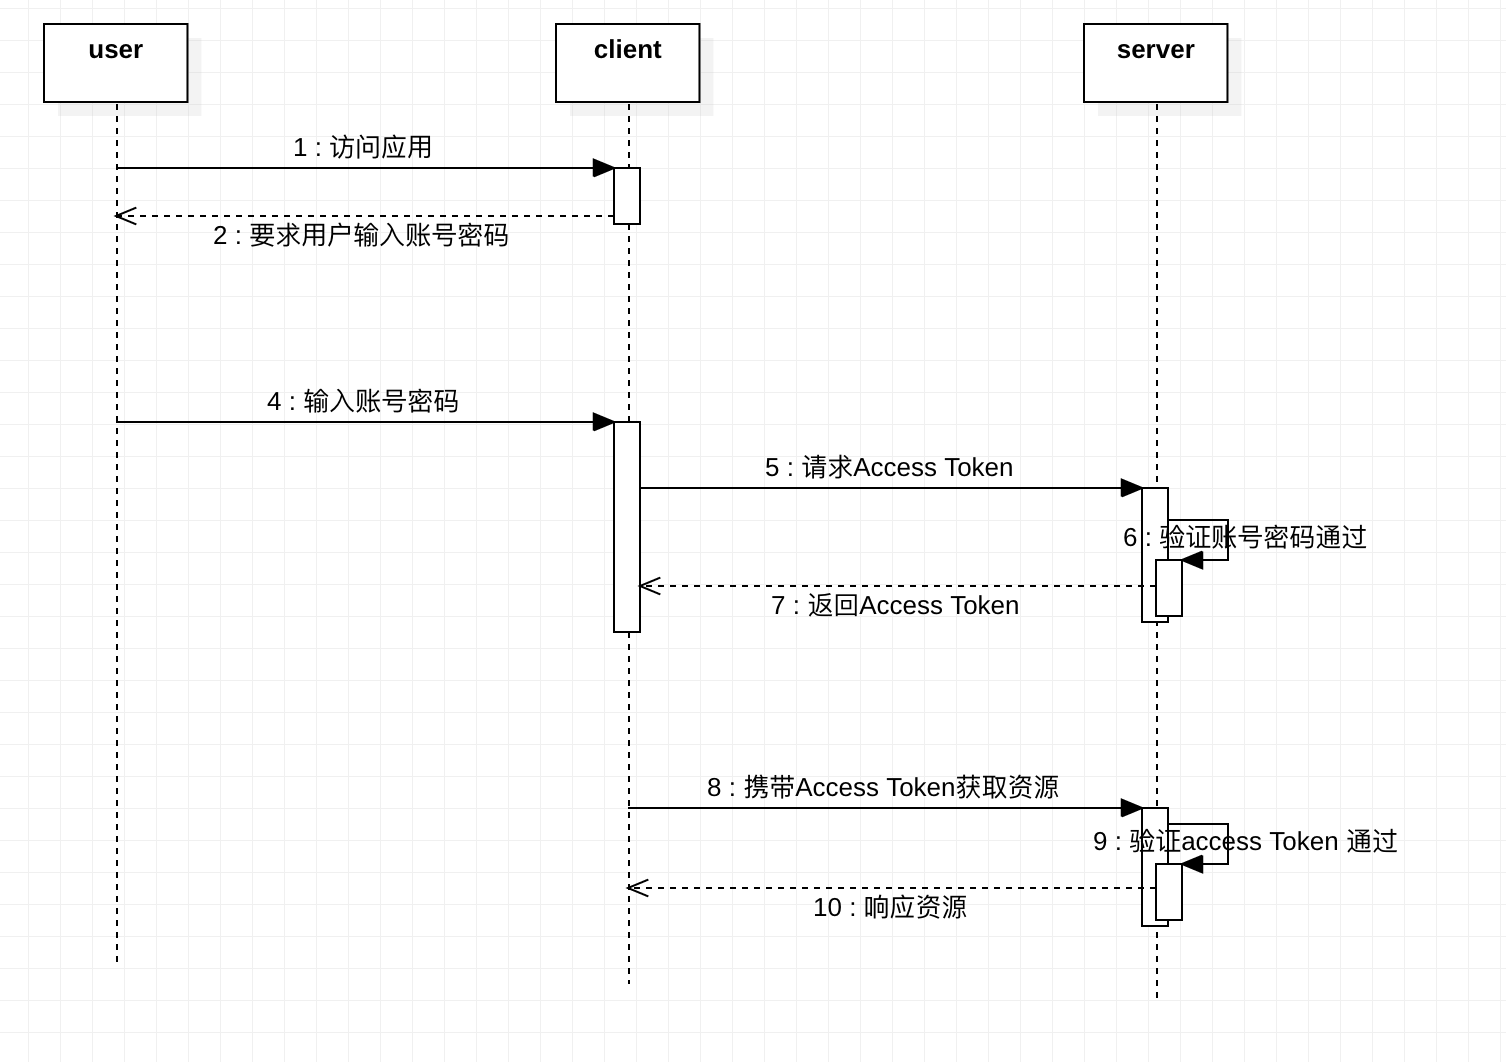 user
client
server
1 : 访问应用
2 : 要求用户输入账号密码
4 : 输入账号密码
5 : 请求Access Token
6 : 验证账号密码通过
7 : 返回Access Token
8 : 携带Access Token获取资源
9 : 验证access Token 通过
10 : 响应资源